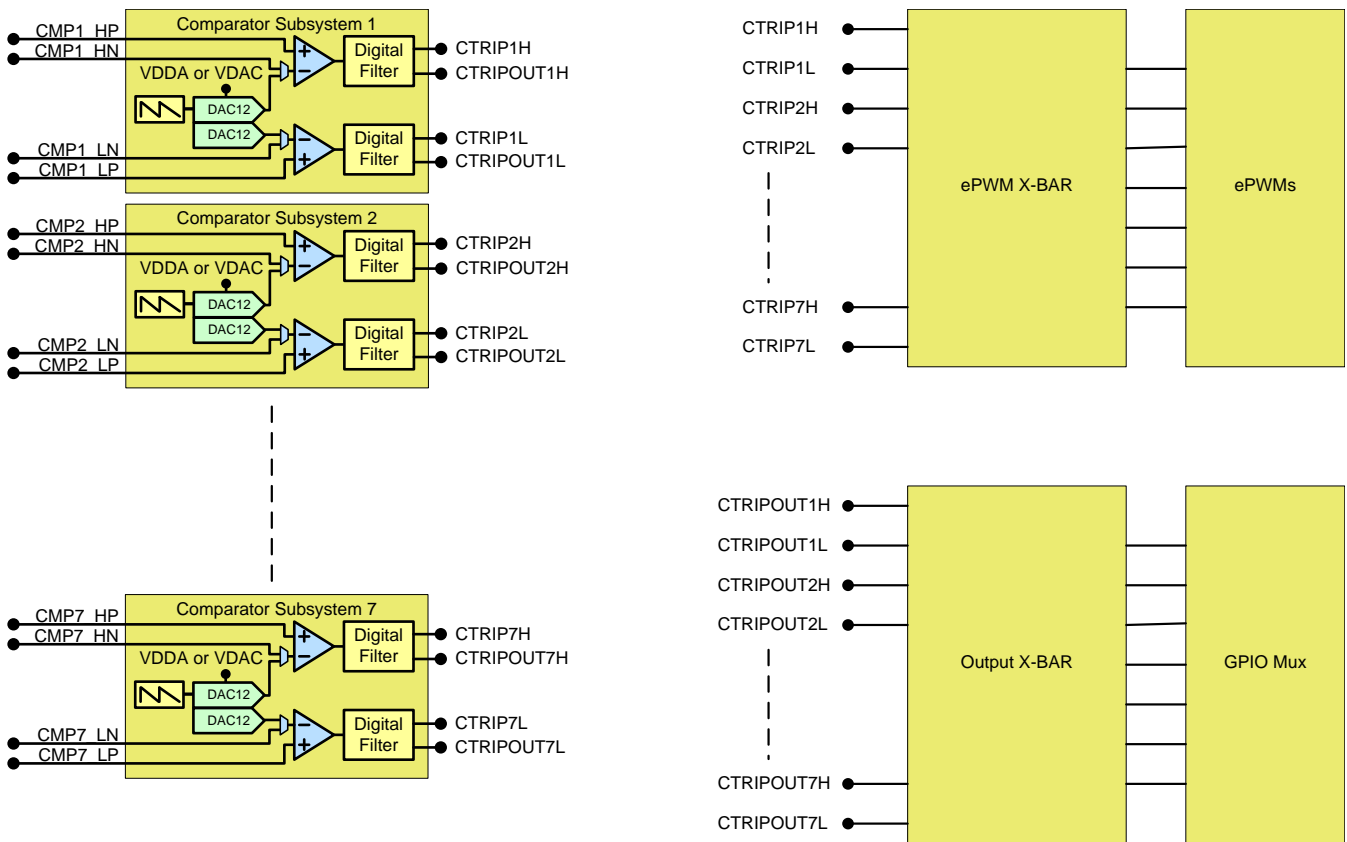 Comparator Subsystem 1
CMP1_HP
CMP1_HN
VDDA or VDAC
DAC12
DAC12
Digital
Filter
CTRIP1H
CTRIPOUT1H
CMP1_LN
CMP1_LP
Digital
Filter
CTRIP1L
CTRIPOUT1L
Comparator Subsystem 2
CMP2_HP
CMP2_HN
VDDA or VDAC
DAC12
DAC12
Digital
Filter
CTRIP2H
CTRIPOUT2H
CMP2_LN
CMP2_LP
Digital
Filter
CTRIP2L
CTRIPOUT2L
Comparator Subsystem 7
CMP7_HP
CMP7_HN
VDDA or VDAC
DAC12
DAC12
Digital
Filter
CTRIP7H
CTRIPOUT7H
CMP7_LN
CMP7_LP
Digital
Filter
CTRIP7L
CTRIPOUT7L
CTRIP1H
CTRIP1L
CTRIP2H
CTRIP2L
CTRIP7H
CTRIP7L
ePWM X-BAR
ePWMs
CTRIPOUT1H
CTRIPOUT1L
CTRIPOUT2H
CTRIPOUT2L
CTRIPOUT7H
CTRIPOUT7L
Output X-BAR
GPIO Mux